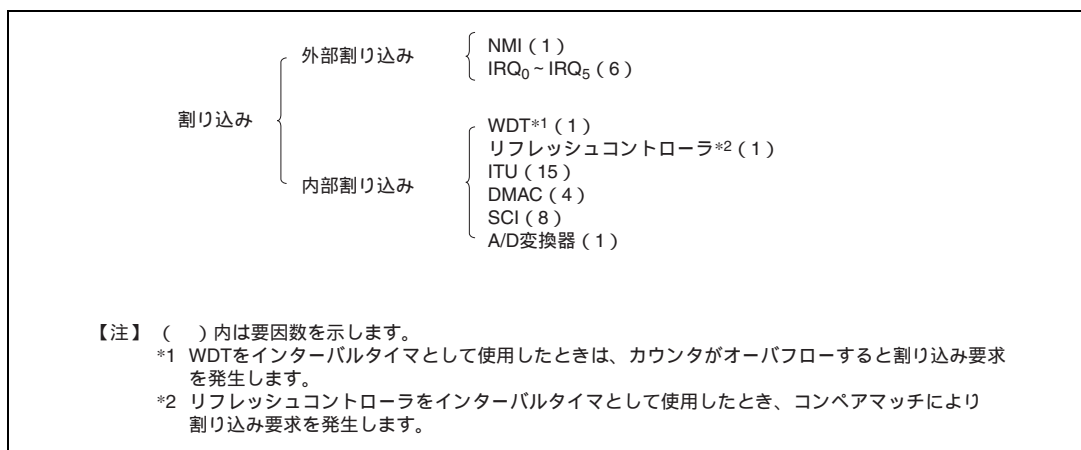 割り込み
外部割り込み
NMI（1）
IRQ0~IRQ5（6）
内部割り込み
WDT*1（1）
リフレッシュコントローラ*2（1）
ITU（15）
DMAC（4）
SCI（8）
A/D変換器（1）
【注】（　）内は要因数を示します。
*1 WDTをインターバルタイマとして使用したときは、カウンタがオーバフローすると割り込み要求
を発生します。
*2 リフレッシュコントローラをインターバルタイマとして使用したとき、コンペアマッチにより
割り込み要求を発生します。